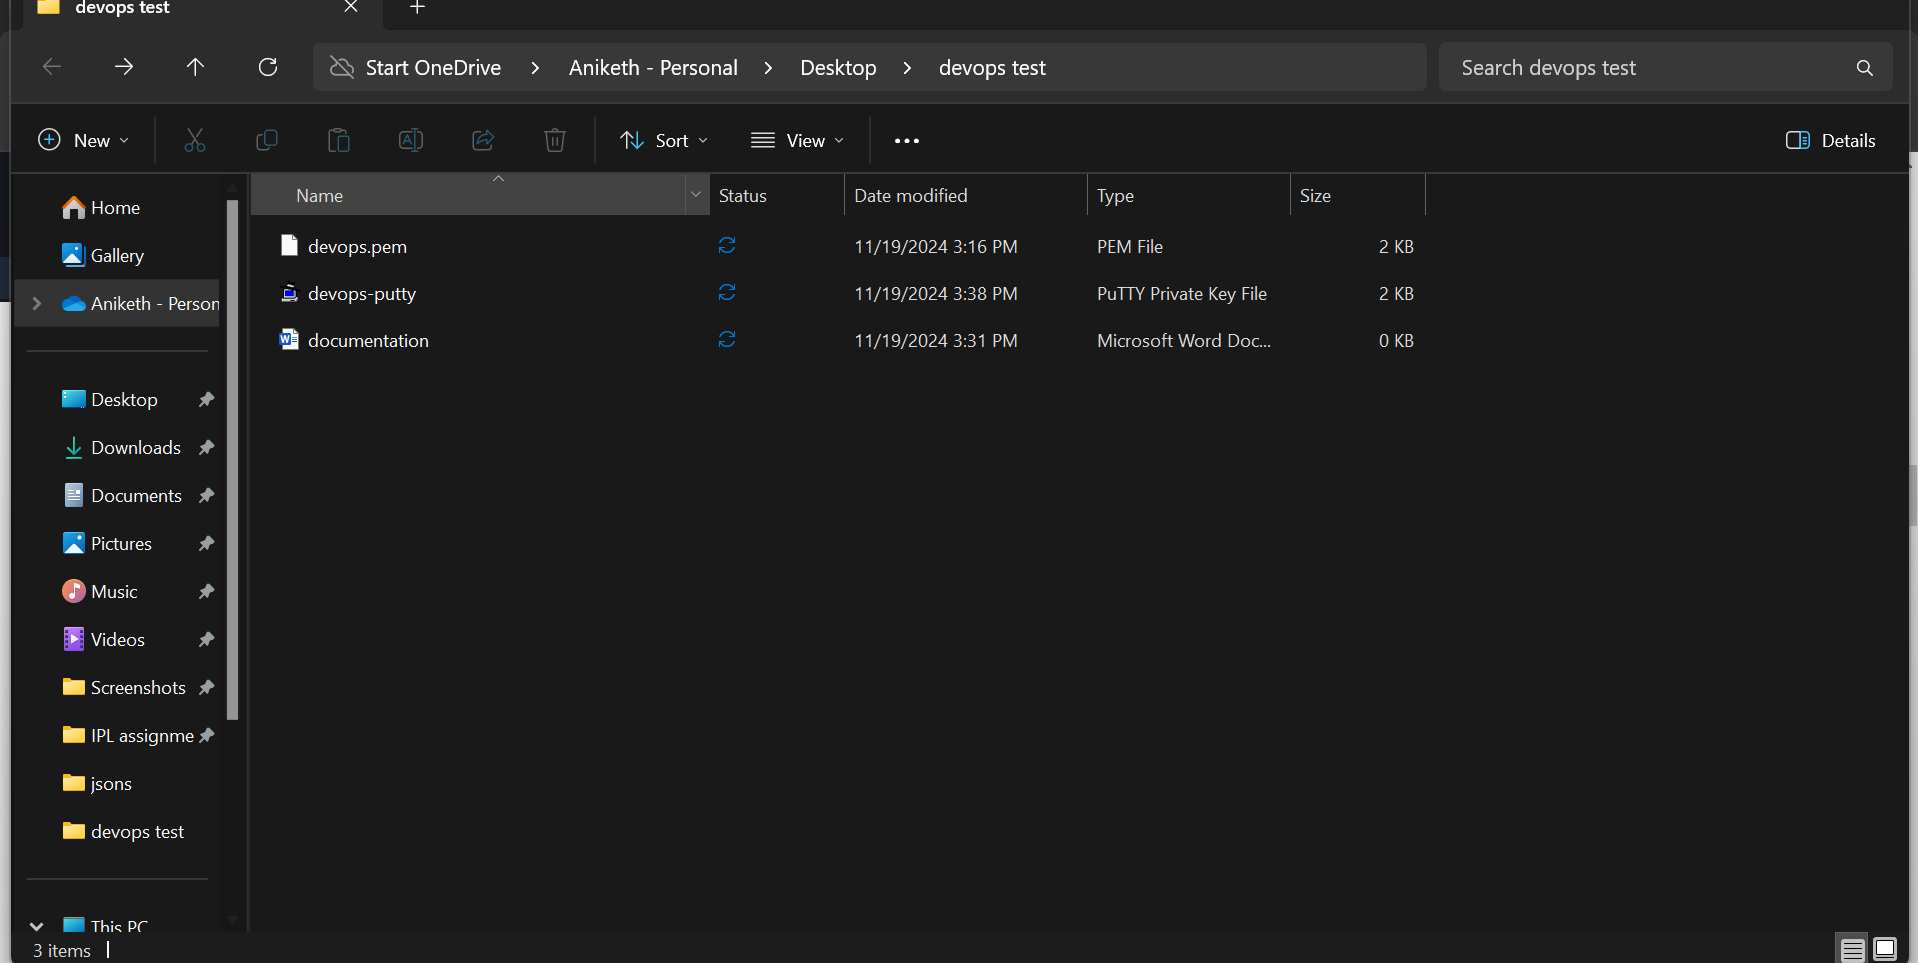 devops test
Start OneDrive > Aniketh - Personal > Desktop > devops test
Search devops test
New
Sort
View
Details
Name Status Date modified Type Size
devops.pem 11/19/2024 3:16 PM PEM File 2 KB
devops-putty 11/19/2024 3:38 PM PuTTY Private Key File 2 KB
documentation 11/19/2024 3:31 PM Microsoft Word Doc... 0 KB
Home
Gallery
Aniketh - Person
Desktop
Downloads
Documents
Pictures
Music
Videos
Screenshots
IPL assignme
jsons
devops test
This PC
3 items